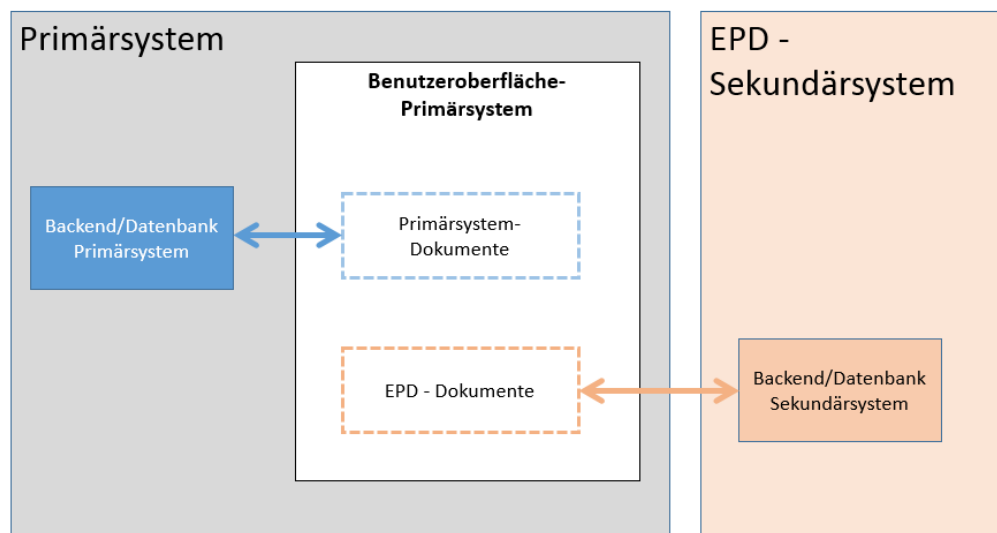 Primärsystem
EPD -
Sekundärsystem
Benutzeroberfläche-
Primärsystem
Backend/Datenbank
Primärsystem
Primärsystem-
Dokumente
EPD - Dokumente
Backend/Datenbank
Sekundärsystem